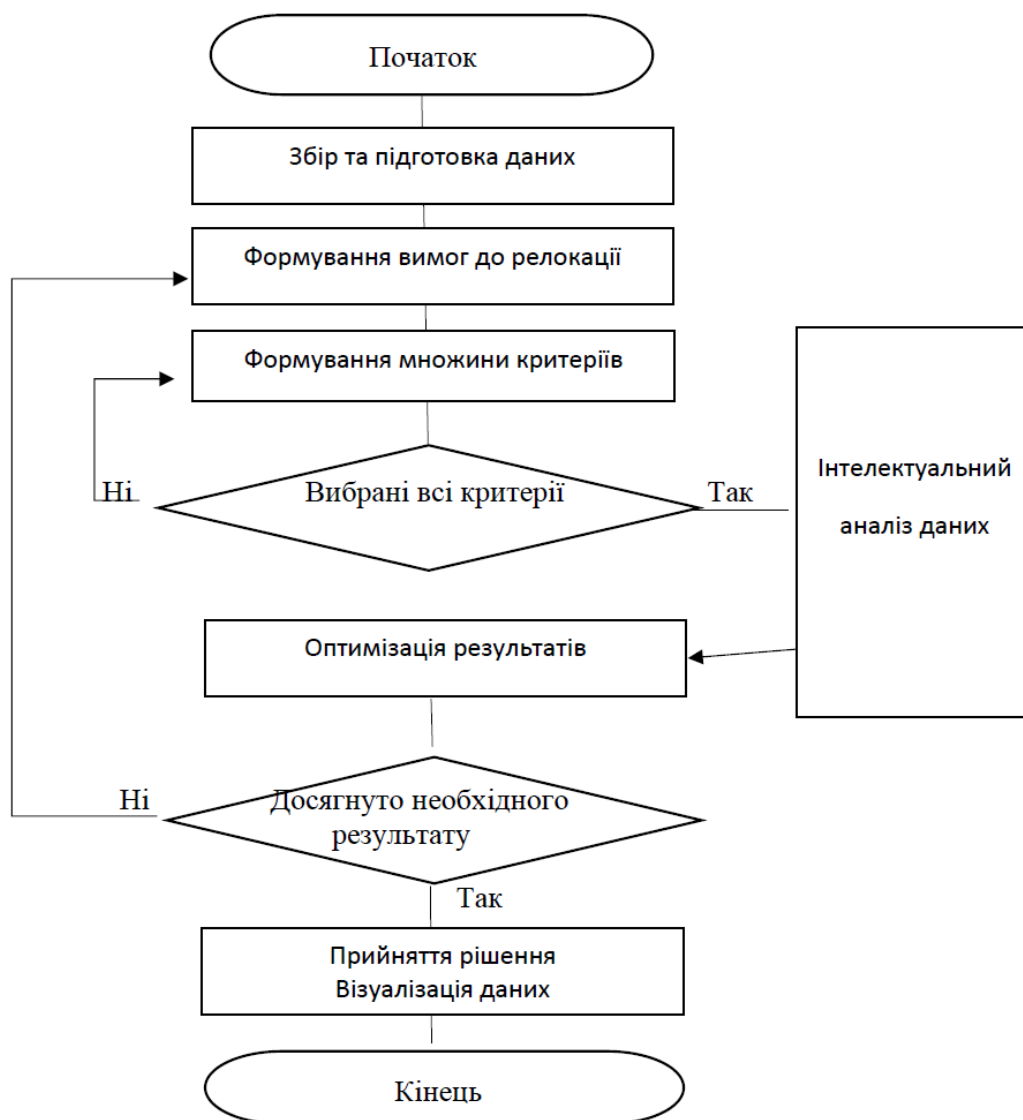 Початок
Збір та підготовка даних
Формування вимог до релокації
Формування множини критеріїв
Вибрані всі критерії
Ні
Так
Інтелектуальний
аналіз даних
Оптимізація результатів
Досягнуто необхідного
результату
Ні
Так
Прийняття рішення
Візуалізація даних
Кінець